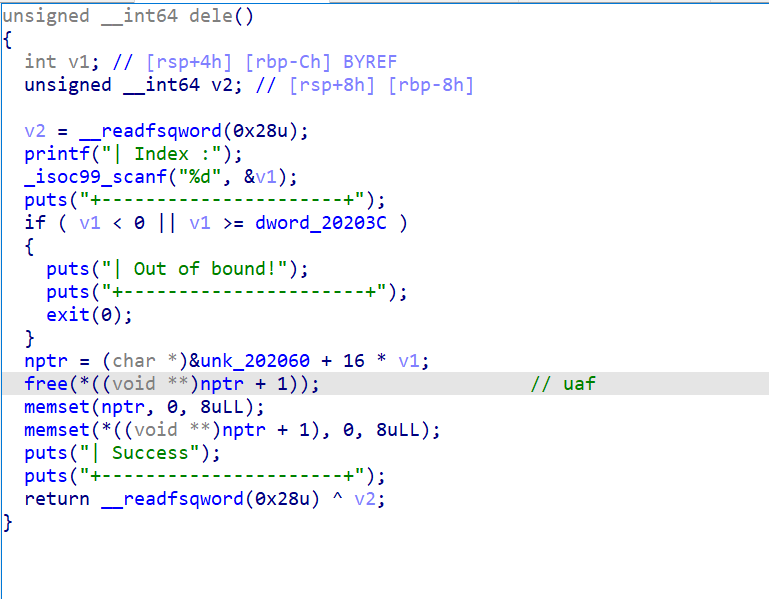 unsigned __int64 dele()
{
  int v1; // [rsp+4h] [rbp-Ch] BYREF
  unsigned __int64 v2; // [rsp+8h] [rbp-8h]

  v2 = __readfsqword(0x28u);
  printf("| Index :");
  _isoc99_scanf("%d", &v1);
  puts("+----------------------+");
  if ( v1 < 0 || v1 >= dword_20203C )
  {
    puts("| Out of bound!");
    puts("+----------------------+");
    exit(0);
  }
  nptr = (char *)&unk_202060 + 16 * v1;
  free(*((void **)nptr + 1));                   // uaf
  memset(nptr, 0, 8uLL);
  memset(*((void **)nptr + 1), 0, 8uLL);
  puts("| Success");
  puts("+----------------------+");
  return __readfsqword(0x28u) ^ v2;
}